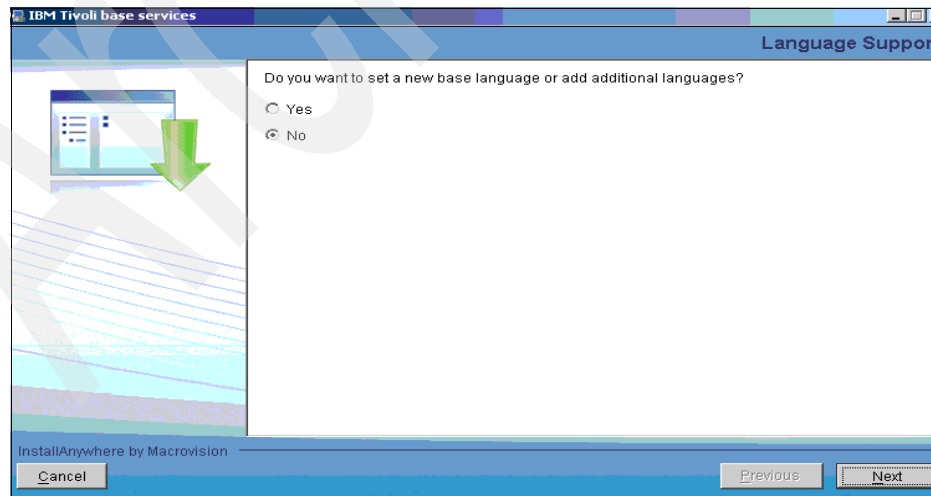 IBM Tivoli base services
Language Suppor
Do you want to set a new base language or add additional languages?
Yes
No
InstallAnywhere by Macrovision
Cancel
Previous
Next